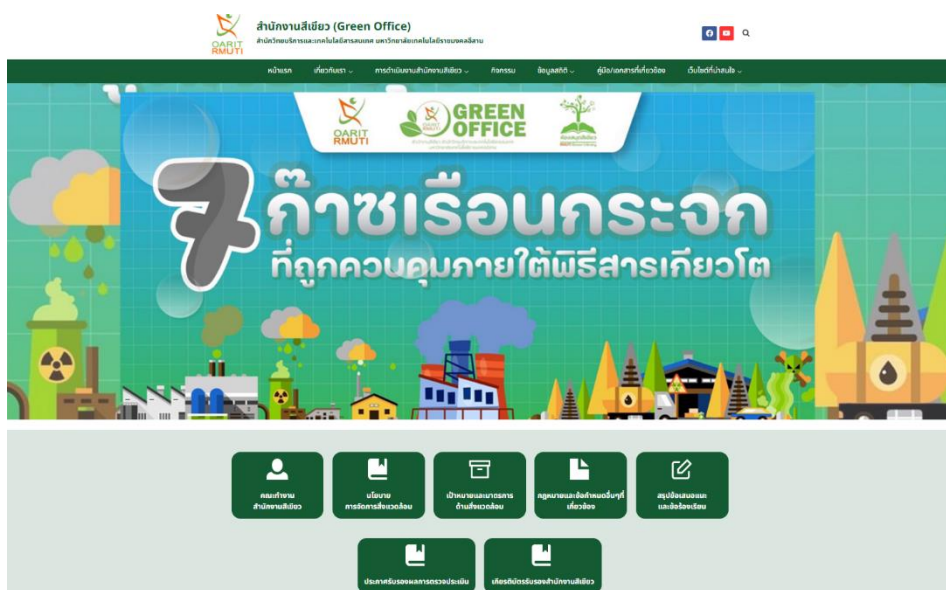 OARIT
RMUTI
สำนักงานสีเขียว (Green Office)
สำนักวิทยบริการและเทคโนโลยีสารสนเทศ มหาวิทยาลัยเทคโนโลยีราชมงคลอีสาน
หน้าแรก เกี่ยวกับเรา การดำเนินงานสำนักงานสีเขียว กิจกรรม ข้อมูลสถิติ คู่มือ/เอกสารที่เกี่ยวข้อง เว็บไซต์ที่น่าสนใจ
OARIT
RMUTI
GREEN
OFFICE
7
ก๊าซเรือนกระจก
ที่ถูกควบคุมภายใต้พิธีสารเกียวโต
คณะทำงาน
สำนักงานสีเขียว
นโยบาย
การจัดการสิ่งแวดล้อม
เป้าหมายและมาตรการ
ด้านสิ่งแวดล้อม
กฎหมายและข้อกำหนดอื่นๆที่
เกี่ยวข้อง
สรุปข้อเสนอแนะ
และข้อร้องเรียน
ประกาศรับรองผลการตรวจประเมิน
เกียรติบัตรรับรองสำนักงานสีเขียว